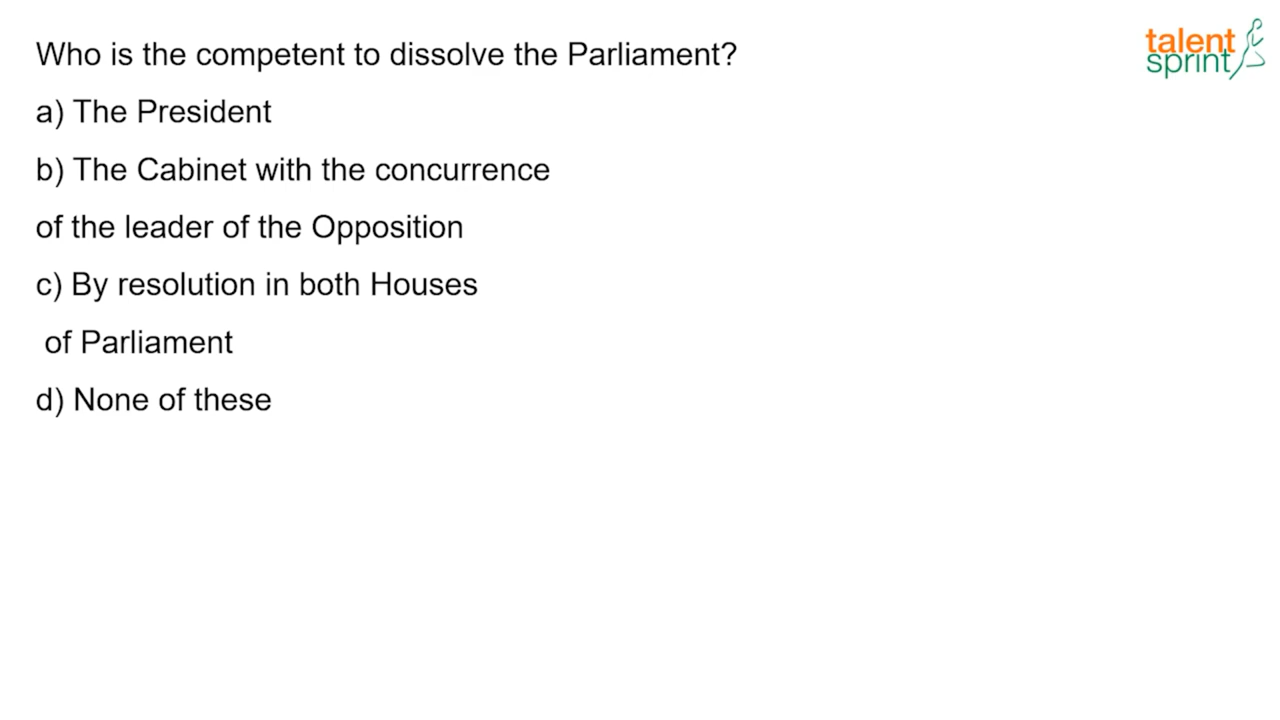 Who is the competent to dissolve the Parliament?
a) The President
b) The Cabinet with the concurrence
of the leader of the Opposition
c) By resolution in both Houses
of Parliament
d) None of these
talent
sprint